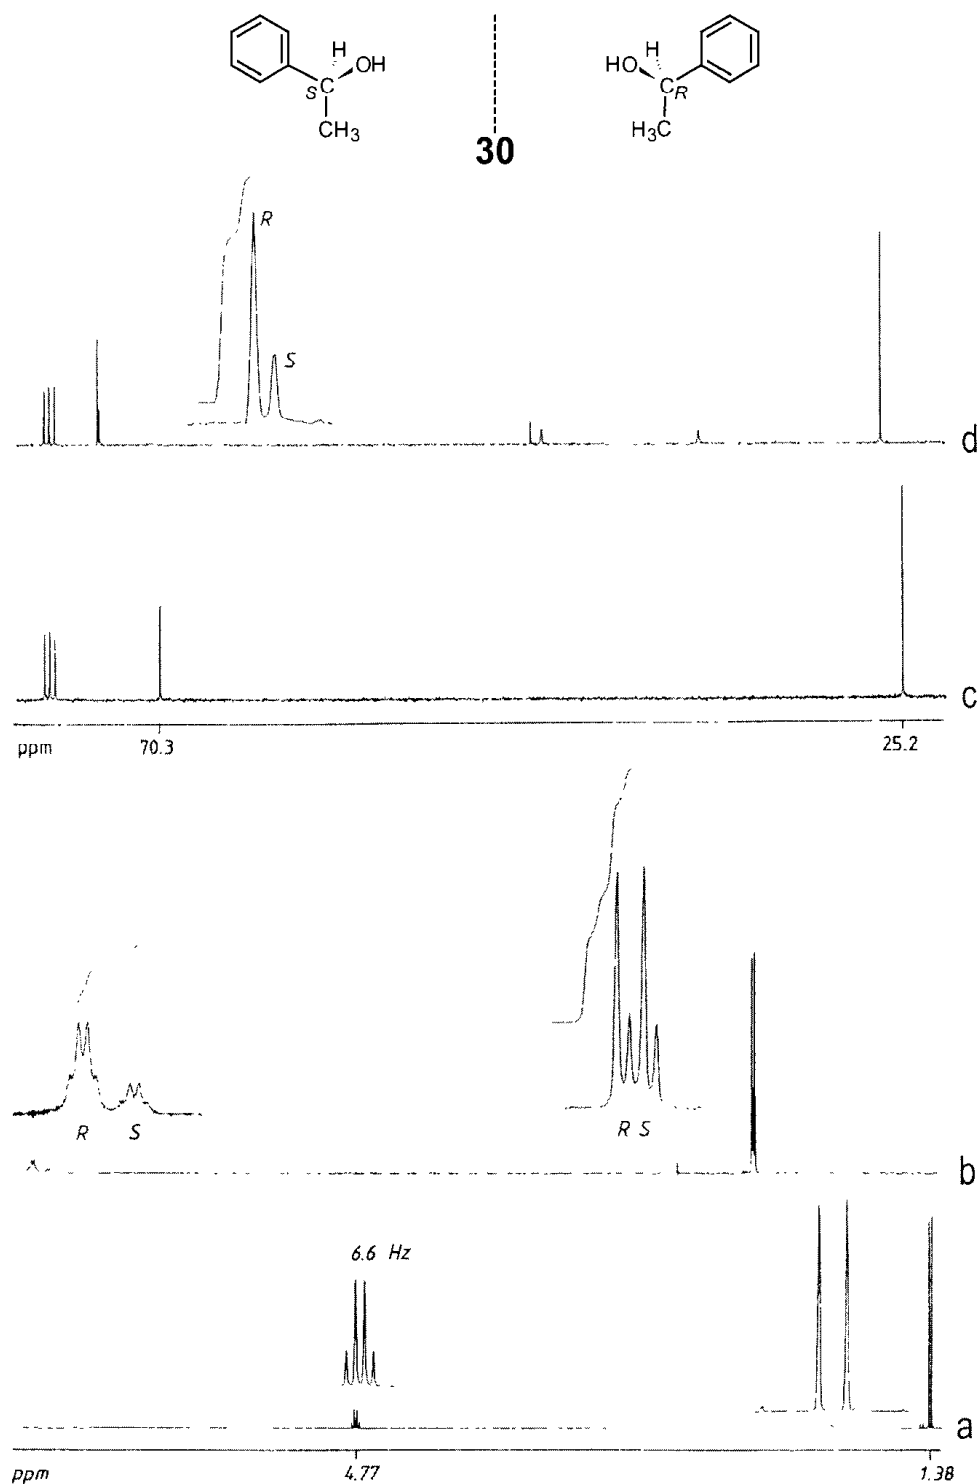 H H
OH HO
S C C R
CH3 H3C
30
R
S
d
c
ppm 70.3 25.2
R S
R S
b
6.6 Hz
a
ppm 4.77 1.38